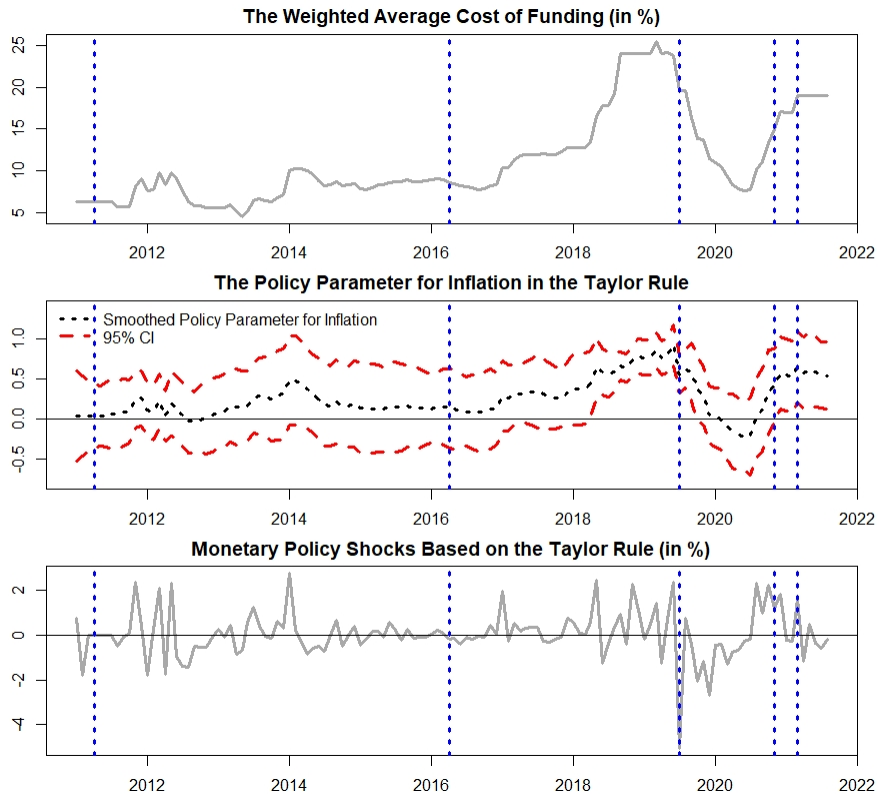 The Weighted Average Cost of Funding (in %)
25
20
15
10
5
2012 2014 2016 2018 2020 2022
The Policy Parameter for Inflation in the Taylor Rule
Smoothed Policy Parameter for Inflation
95% CI
1.0
0.5
0.0
-0.5
2012 2014 2016 2018 2020 2022
Monetary Policy Shocks Based on the Taylor Rule (in %)
2
0
-2
-4
2012 2014 2016 2018 2020 2022